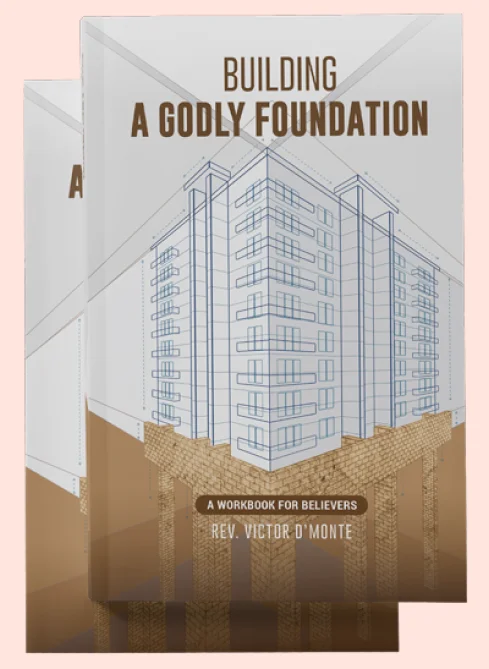 BUILDING
A GODLY FOUNDATION
A
A WORKBOOK FOR BELIEVERS
REV. VICTOR D'MONTE